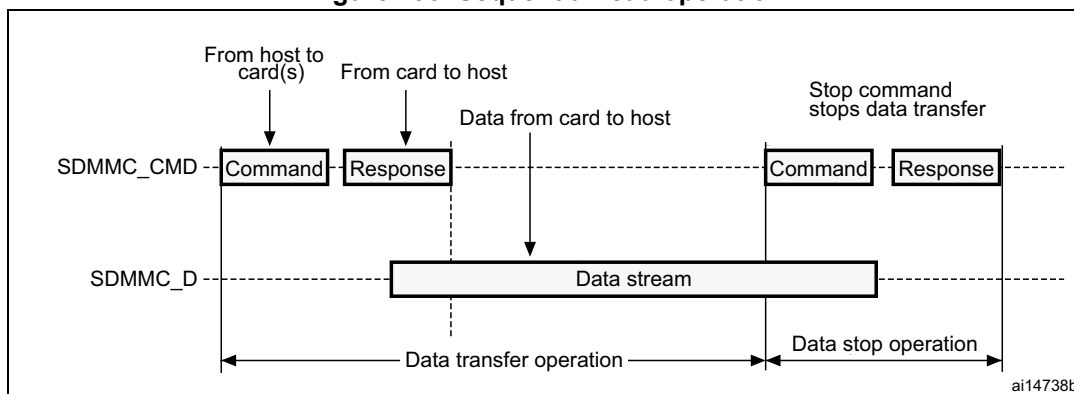 From host to
card(s)
From card to host
Data from card to host
Stop command
stops data transfer
SDMMC_CMD
Command
Response
Command
Response
SDMMC_D
Data stream
Data transfer operation
Data stop operation
ai14738b